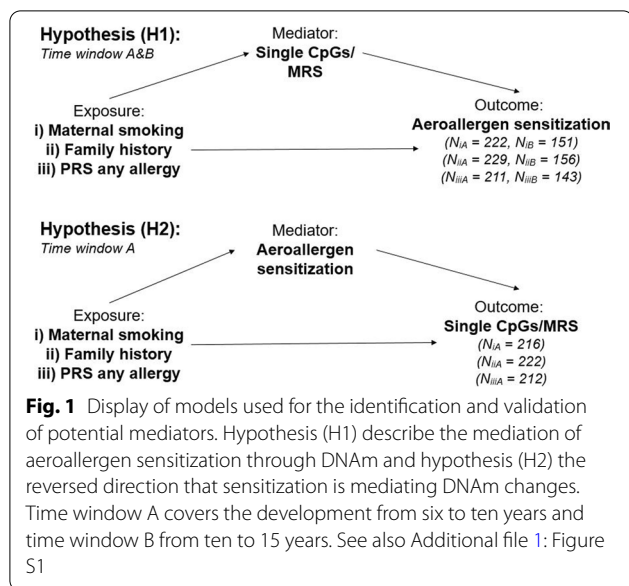 Hypothesis (H1):
Time window A&B
Mediator:
Single CpGs/
MRS
Exposure:
i) Maternal smoking
ii) Family history
iii) PRS any allergy
Outcome:
Aeroallergen sensitization
(NiA = 222, NiB = 151)
(NiiA = 229, NiiB = 156)
(NiiiA = 211, NiiiB = 143)
Hypothesis (H2):
Time window A
Mediator:
Aeroallergen
sensitization
Exposure:
i) Maternal smoking
ii) Family history
iii) PRS any allergy
Outcome:
Single CpGs/MRS
(NiA = 216)
(NiiA = 222)
(NiiiA = 212)
Fig. 1 Display of models used for the identification and validation
of potential mediators. Hypothesis (H1) describe the mediation of
aeroallergen sensitization through DNAm and hypothesis (H2) the
reversed direction that sensitization is mediating DNAm changes.
Time window A covers the development from six to ten years and
time window B from ten to 15 years. See also Additional file 1: Figure
S1